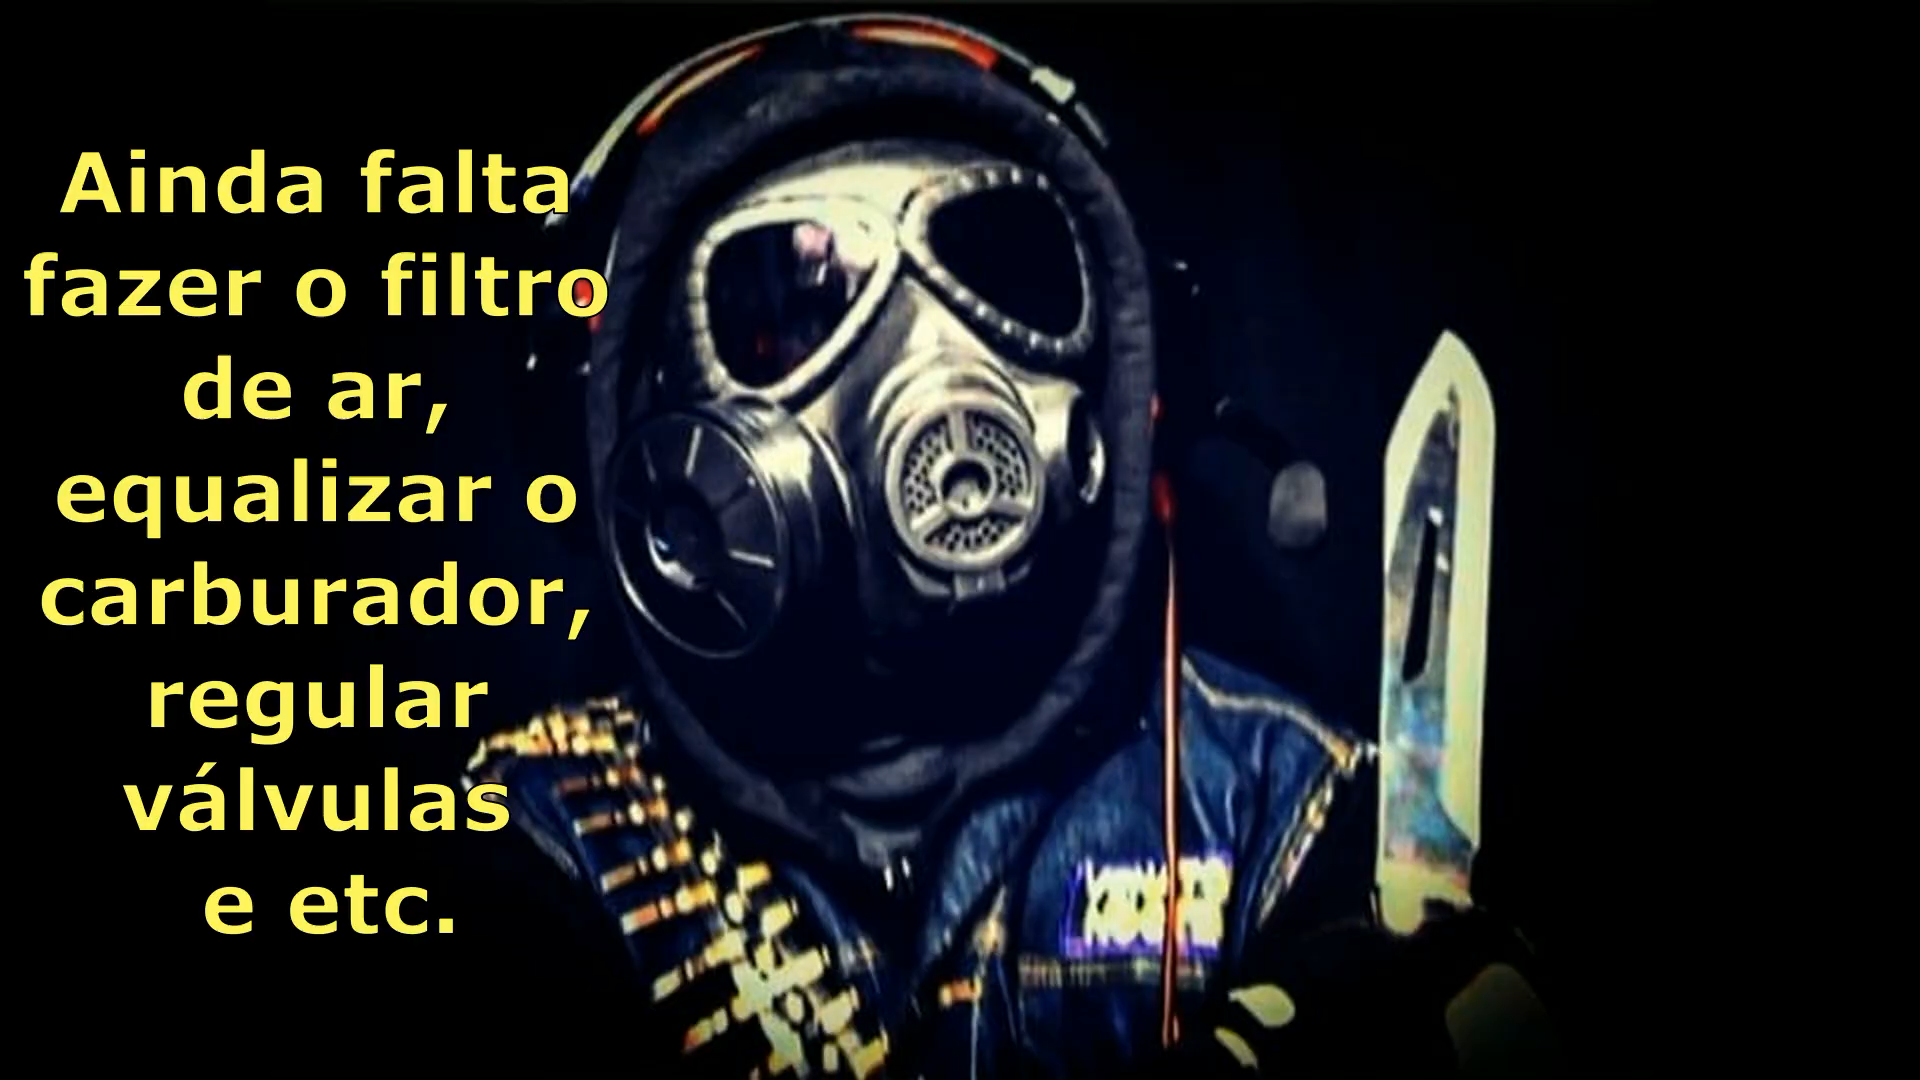 Ainda falta
fazer o filtro
de ar,
equalizar o
carburador,
regular
válvulas
e etc.